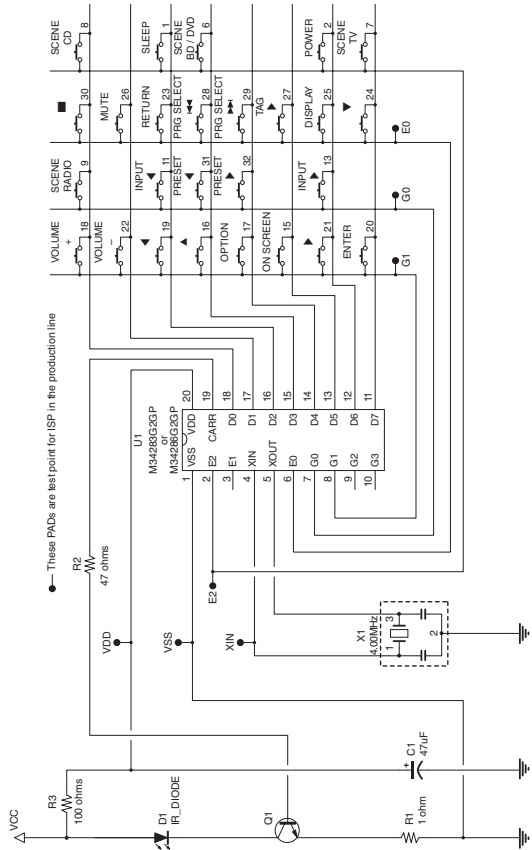 These PADs are test point for ISP in the production line
VCC
R3
100 ohms
D1
IR_DIODE
Q1
R1
1 ohm
C1
47uF
+
VDD
VSS
XIN
E2
R2
47 ohms
X1
4.00MHz
1
3
2
U1
M34283G2GP
or
M34286G2GP
1 VSS VDD 20
2 E2 CARR 19
3 E1 D0 18
4 XIN D1 17
5 XOUT D2 16
6 E0 D3 15
7 G0 D4 14
8 G1 D5 13
9 G2 D6 12
10 G3 D7 11
VOLUME
+
18
VOLUME
–
22
▼
19
◀
16
OPTION
17
ON SCREEN
15
▶
21
ENTER
20
G1
SCENE
RADIO
9
INPUT
◀
11
PRESET
▼
31
PRESET
▲
32
INPUT
▶
13
G0
■
30
MUTE
26
RETURN
23
PRG SELECT
28
PRG SELECT
29
TAG
▲
27
DISPLAY
25
▼
24
E0
SCENE
CD
8
SLEEP
1
SCENE
BD / DVD
6
POWER
2
SCENE
TV
7